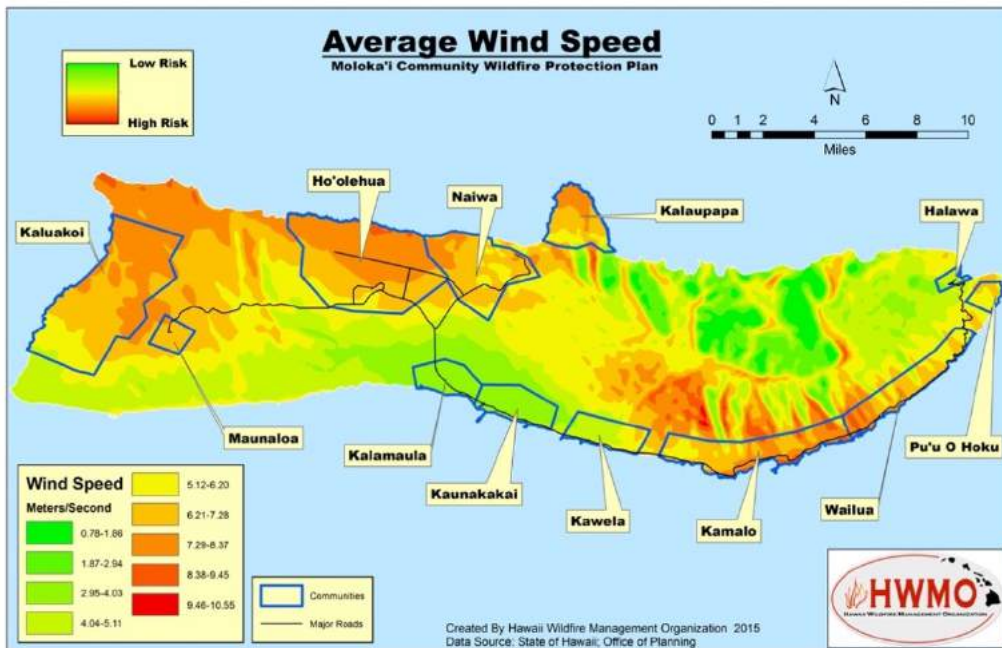 Average Wind Speed
Moloka'i Community Wildfire Protection Plan
Low Risk
High Risk
N
0 1 2 4 6 8 10
Miles
Ho'olehua
Naiwa
Kalaupapa
Halawa
Kaluakoi
Maunaloa
Kalamaula
Kaunakakai
Kawela
Kamalo
Wailua
Pu'u O Hoku
Wind Speed
Meters/Second
0.78-1.86
1.87-2.94
2.95-4.03
4.04-5.11
5.12-6.20
6.21-7.28
7.29-8.37
8.38-9.45
9.46-10.55
Communities
Major Roads
Created By Hawaii Wildfire Management Organization 2015
Data Source: State of Hawaii; Office of Planning
HWMO
HAWAII WILDFIRE MANAGEMENT ORGANIZATION